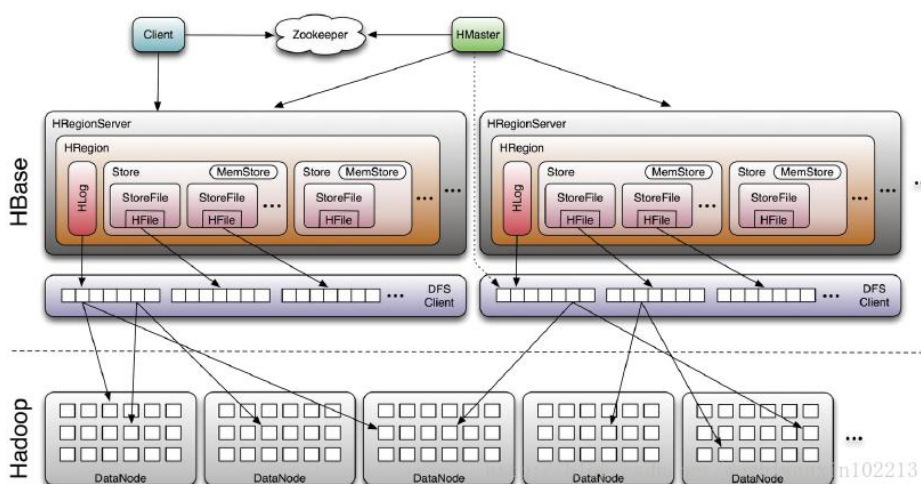 Client
Zookeeper
HMaster
HBase
HRegionServer
HRegion
HLog
Store
MemStore
StoreFile
HFile
StoreFile
HFile
...
Store
MemStore
StoreFile
HFile
...
...
HRegionServer
HRegion
HLog
Store
MemStore
StoreFile
HFile
StoreFile
HFile
...
Store
MemStore
StoreFile
HFile
...
...
...
...
DFS
Client
...
DFS
Client
Hadoop
DataNode
DataNode
DataNode
DataNode
DataNode
...